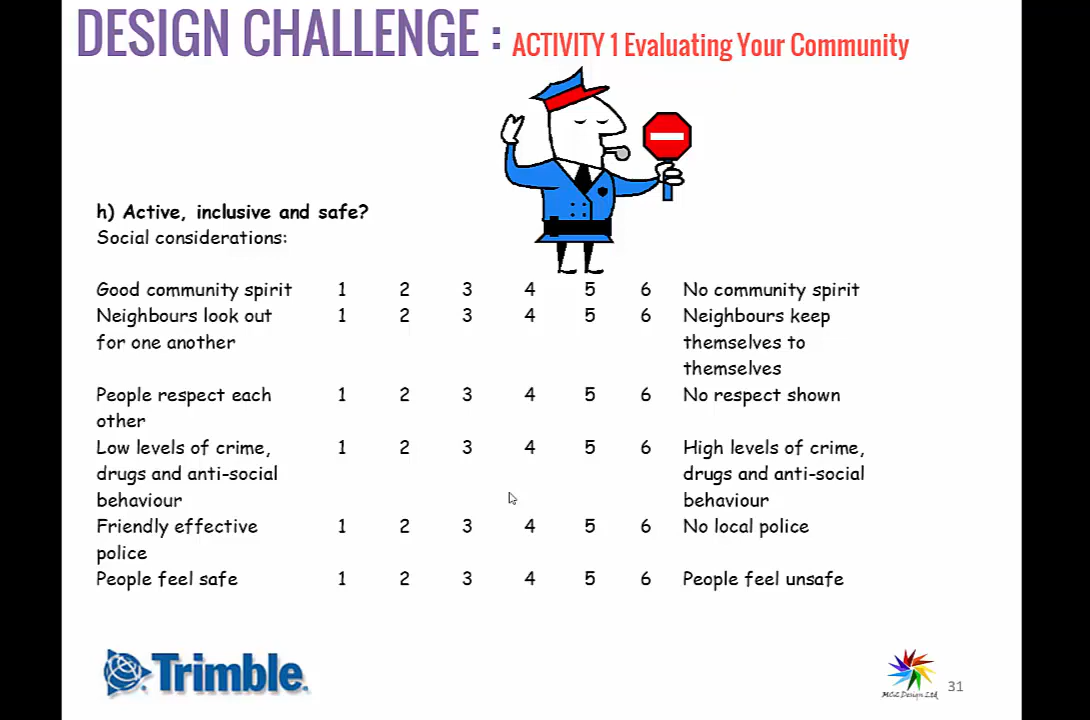 DESIGN CHALLENGE : ACTIVITY 1 Evaluating Your Community
h) Active, inclusive and safe?
Social considerations:
Good community spirit 1 2 3 4 5 6 No community spirit
Neighbours look out 1 2 3 4 5 6 Neighbours keep
for one another themselves to
themselves
People respect each 1 2 3 4 5 6 No respect shown
other
Low levels of crime, 1 2 3 4 5 6 High levels of crime,
drugs and anti-social drugs and anti-social
behaviour behaviour
Friendly effective 1 2 3 4 5 6 No local police
police
People feel safe 1 2 3 4 5 6 People feel unsafe
Trimble.
MCL Design Ltd
31